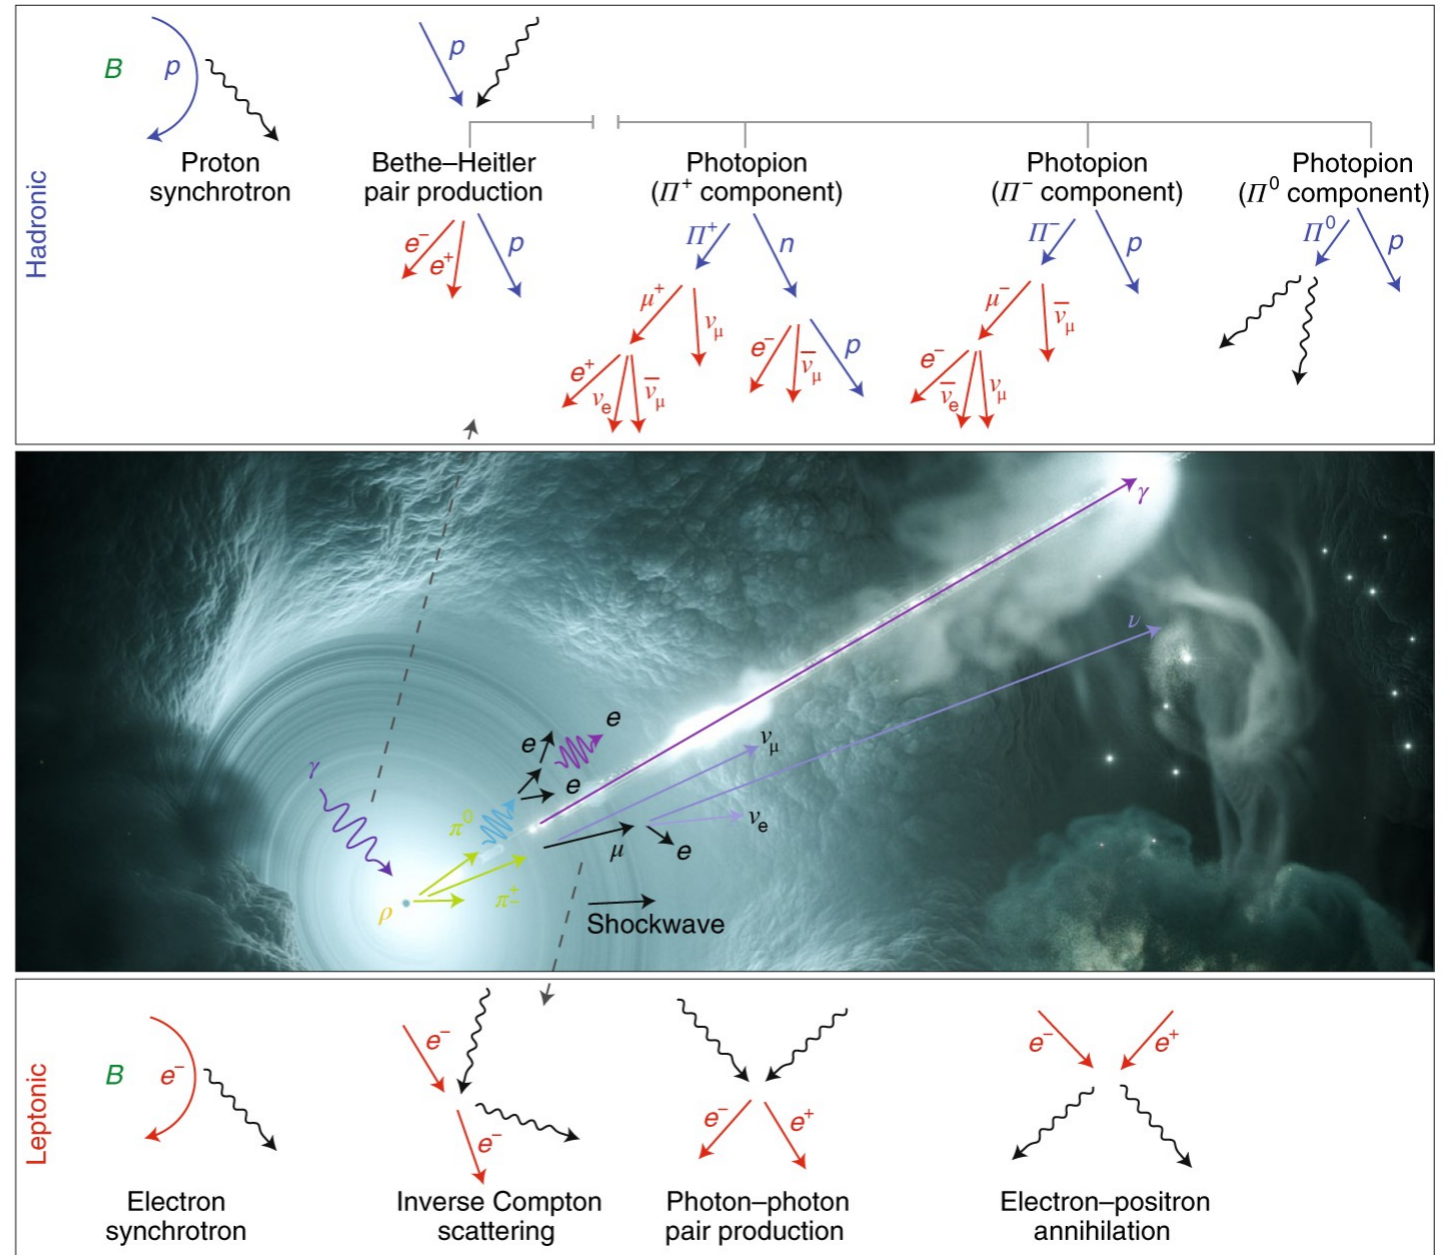 Hadronic
B
p
p
Proton
synchrotron
Bethe–Heitler
pair production
Photopion
(Π⁺ component)
Photopion
(Π⁻ component)
Photopion
(Π⁰ component)
e⁻
e⁺
p
Π⁺
n
μ⁺
ν_μ
e⁺
ν_e
ν̅_μ
e⁻
ν̅_μ
p
Π⁻
p
μ⁻
ν̅_μ
e⁻
ν̅_e
ν_μ
Π⁰
p
γ
ν
e
e
ν_μ
γ
e
π⁰
ν_e
μ
e
π±
ρ
Shockwave
Leptonic
B
e⁻
Electron
synchrotron
e⁻
e⁻
Inverse Compton
scattering
e⁻
e⁺
Photon–photon
pair production
e⁻
e⁺
Electron–positron
annihilation